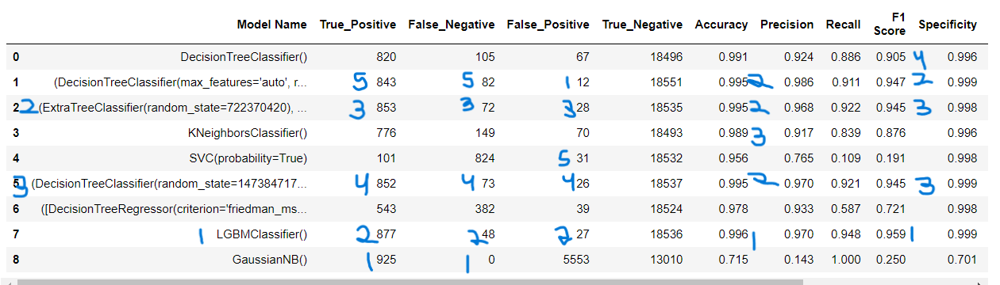 Model Name True_Positive False_Negative False_Positive True_Negative Accuracy Precision Recall F1 Score Specificity
0 DecisionTreeClassifier() 820 105 67 18496 0.991 0.924 0.886 0.905 4 0.996
1 (DecisionTreeClassifier(max_features='auto', r... 5 843 5 82 1 12 18551 0.995 2 0.986 0.911 0.947 2 0.999
2 2 (ExtraTreeClassifier(random_state=722370420), ... 3 853 3 72 3 28 18535 0.995 2 0.968 0.922 0.945 3 0.998
3 KNeighborsClassifier() 776 149 70 18493 0.989 3 0.917 0.839 0.876 0.996
4 SVC(probability=True) 101 824 5 31 18532 0.956 0.765 0.109 0.191 0.998
5 3 (DecisionTreeClassifier(random_state=147384717... 4 852 4 73 4 26 18537 0.995 2 0.970 0.921 0.945 3 0.999
6 ([DecisionTreeRegressor(criterion='friedman_ms... 543 382 39 18524 0.978 0.933 0.587 0.721 0.998
7 1 LGBMClassifier() 2 877 2 48 2 27 18536 0.996 1 0.970 0.948 0.959 1 0.999
8 GaussianNB() 1 925 1 0 5553 13010 0.715 0.143 1.000 0.250 0.701